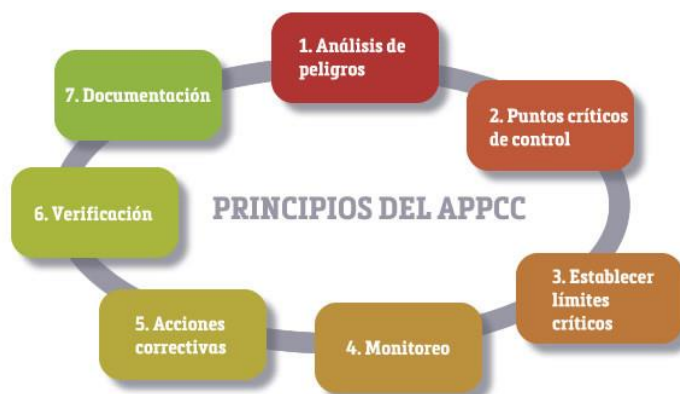 1. Análisis de
peligros
2. Puntos críticos
de control
3. Establecer
límites
críticos
4. Monitoreo
5. Acciones
correctivas
6. Verificación
7. Documentación
PRINCIPIOS DEL APPCC